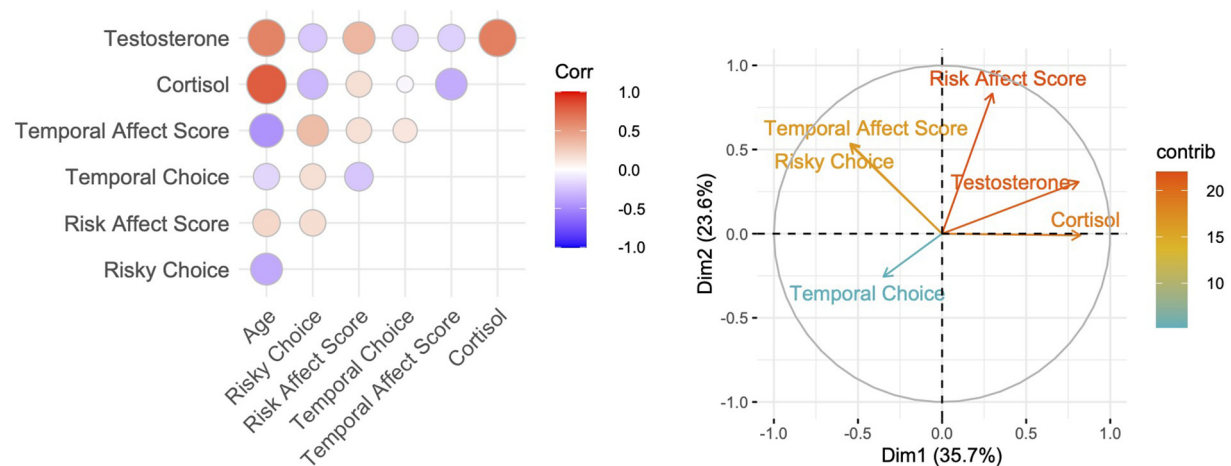 Testosterone
Cortisol
Temporal Affect Score
Temporal Choice
Risk Affect Score
Risky Choice
Age
Risky Choice
Risk Affect Score
Temporal Choice
Temporal Affect Score
Cortisol
Corr
1.0
0.5
0.0
-0.5
-1.0
Dim2 (23.6%)
1.0
0.5
0.0
-0.5
-1.0
Risk Affect Score
Temporal Affect Score
Risky Choice
Testosterone
Cortisol
Temporal Choice
-1.0 -0.5 0.0 0.5 1.0
Dim1 (35.7%)
contrib
20
15
10